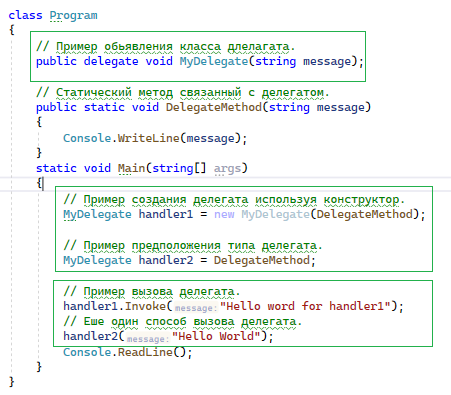 class Program
{
// Пример обьявления класса длелагата.
public delegate void MyDelegate(string message);
// Статический метод связанный с делегатом.
public static void DelegateMethod(string message)
{
Console.WriteLine(message);
}
static void Main(string[] args)
{
// Пример создания делегата используя конструктор.
MyDelegate handler1 = new MyDelegate(DelegateMethod);
// Пример предположения типа делегата.
MyDelegate handler2 = DelegateMethod;
// Пример вызова делегата.
handler1.Invoke(message: "Hello word for handler1");
// Еше один способ вызова делегата.
handler2(message: "Hello World");
Console.ReadLine();
}
}